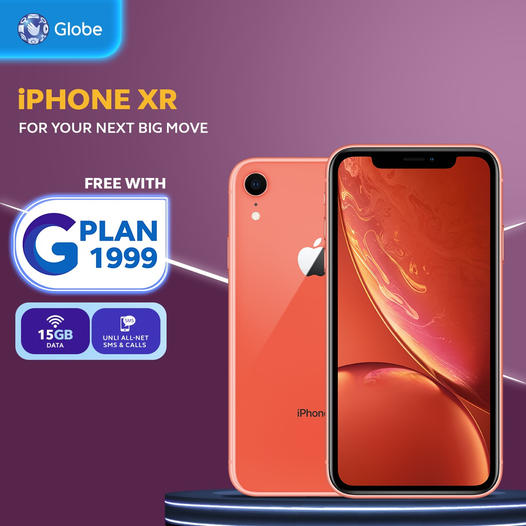 Globe
iPHONE XR
FOR YOUR NEXT BIG MOVE
FREE WITH
G PLAN
1999
15GB
DATA
SMS
UNLI ALL-NET
SMS & CALLS
iPhon